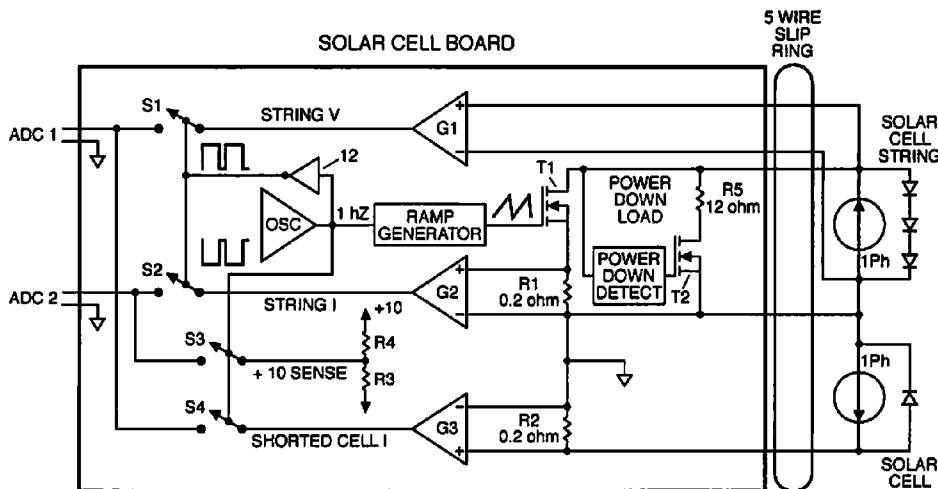 5 WIRE
SLIP
RING
SOLAR CELL BOARD
S1
STRING V
ADC 1
G1
SOLAR
CELL
STRING
12
T1
POWER
DOWN
LOAD
R5
12 ohm
OSC
1 hZ
RAMP
GENERATOR
1Ph
POWER
DOWN
DETECT
T2
S2
ADC 2
STRING I
G2
R1
0.2 ohm
+10
R4
S3
+ 10 SENSE
R3
1Ph
S4
SHORTED CELL I
G3
R2
0.2 ohm
SOLAR
CELL